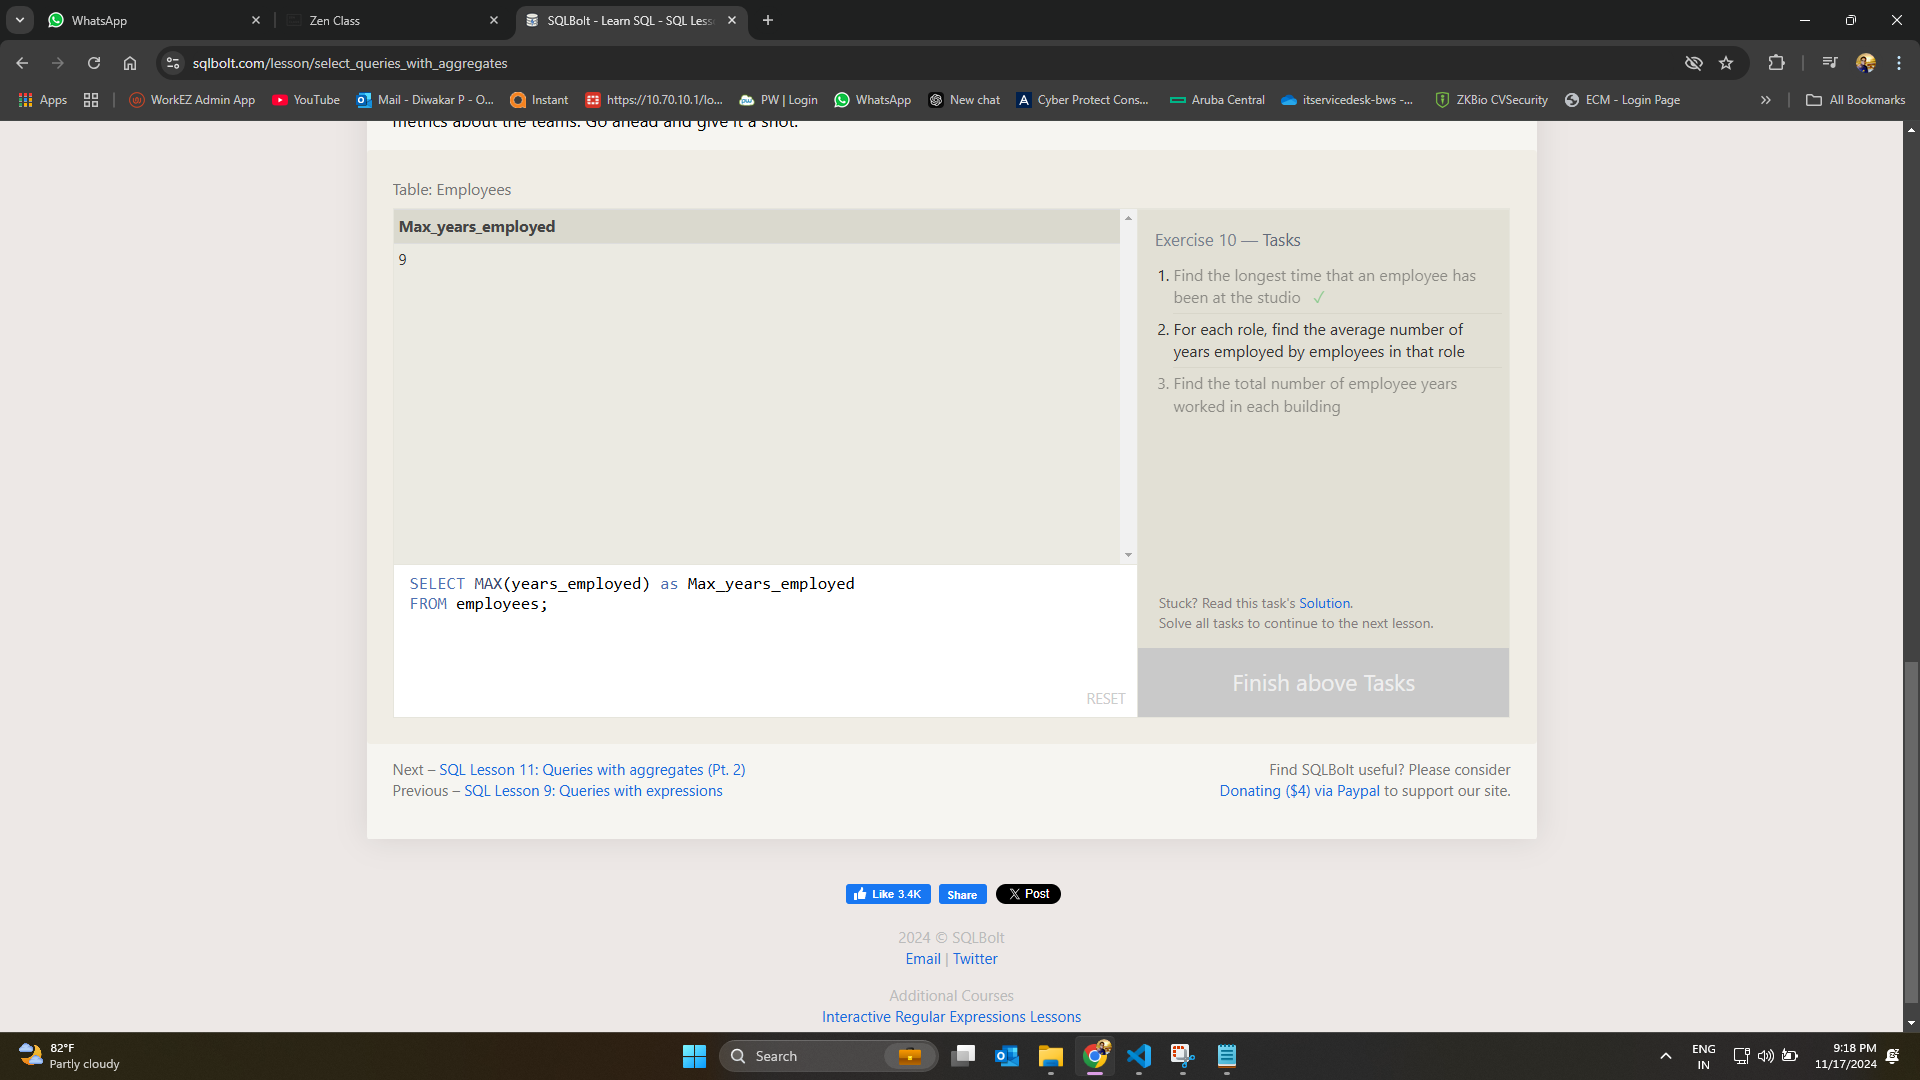 WhatsApp
Zen Class
SQLBolt - Learn SQL - SQL Less
sqlbolt.com/lesson/select_queries_with_aggregates
Apps
WorkEZ Admin App
YouTube
Mail - Diwakar P - O...
Instant
https://10.70.10.1/lo...
PW | Login
WhatsApp
New chat
Cyber Protect Cons...
Aruba Central
itservicedesk-bws -...
ZKBio CVSecurity
ECM - Login Page
All Bookmarks
metrics about the teams. Go ahead and give it a shot.
Table: Employees
Max_years_employed
9
SELECT MAX(years_employed) as Max_years_employed
FROM employees;
RESET
Exercise 10 — Tasks
1. Find the longest time that an employee has
been at the studio ✓
2. For each role, find the average number of
years employed by employees in that role
3. Find the total number of employee years
worked in each building
Stuck? Read this task's Solution.
Solve all tasks to continue to the next lesson.
Finish above Tasks
Next – SQL Lesson 11: Queries with aggregates (Pt. 2)
Previous – SQL Lesson 9: Queries with expressions
Find SQLBolt useful? Please consider
Donating ($4) via Paypal to support our site.
Like 3.4K
Share
X Post
2024 © SQLBolt
Email | Twitter
Additional Courses
Interactive Regular Expressions Lessons
82°F
Partly cloudy
Search
ENG
IN
9:18 PM
11/17/2024